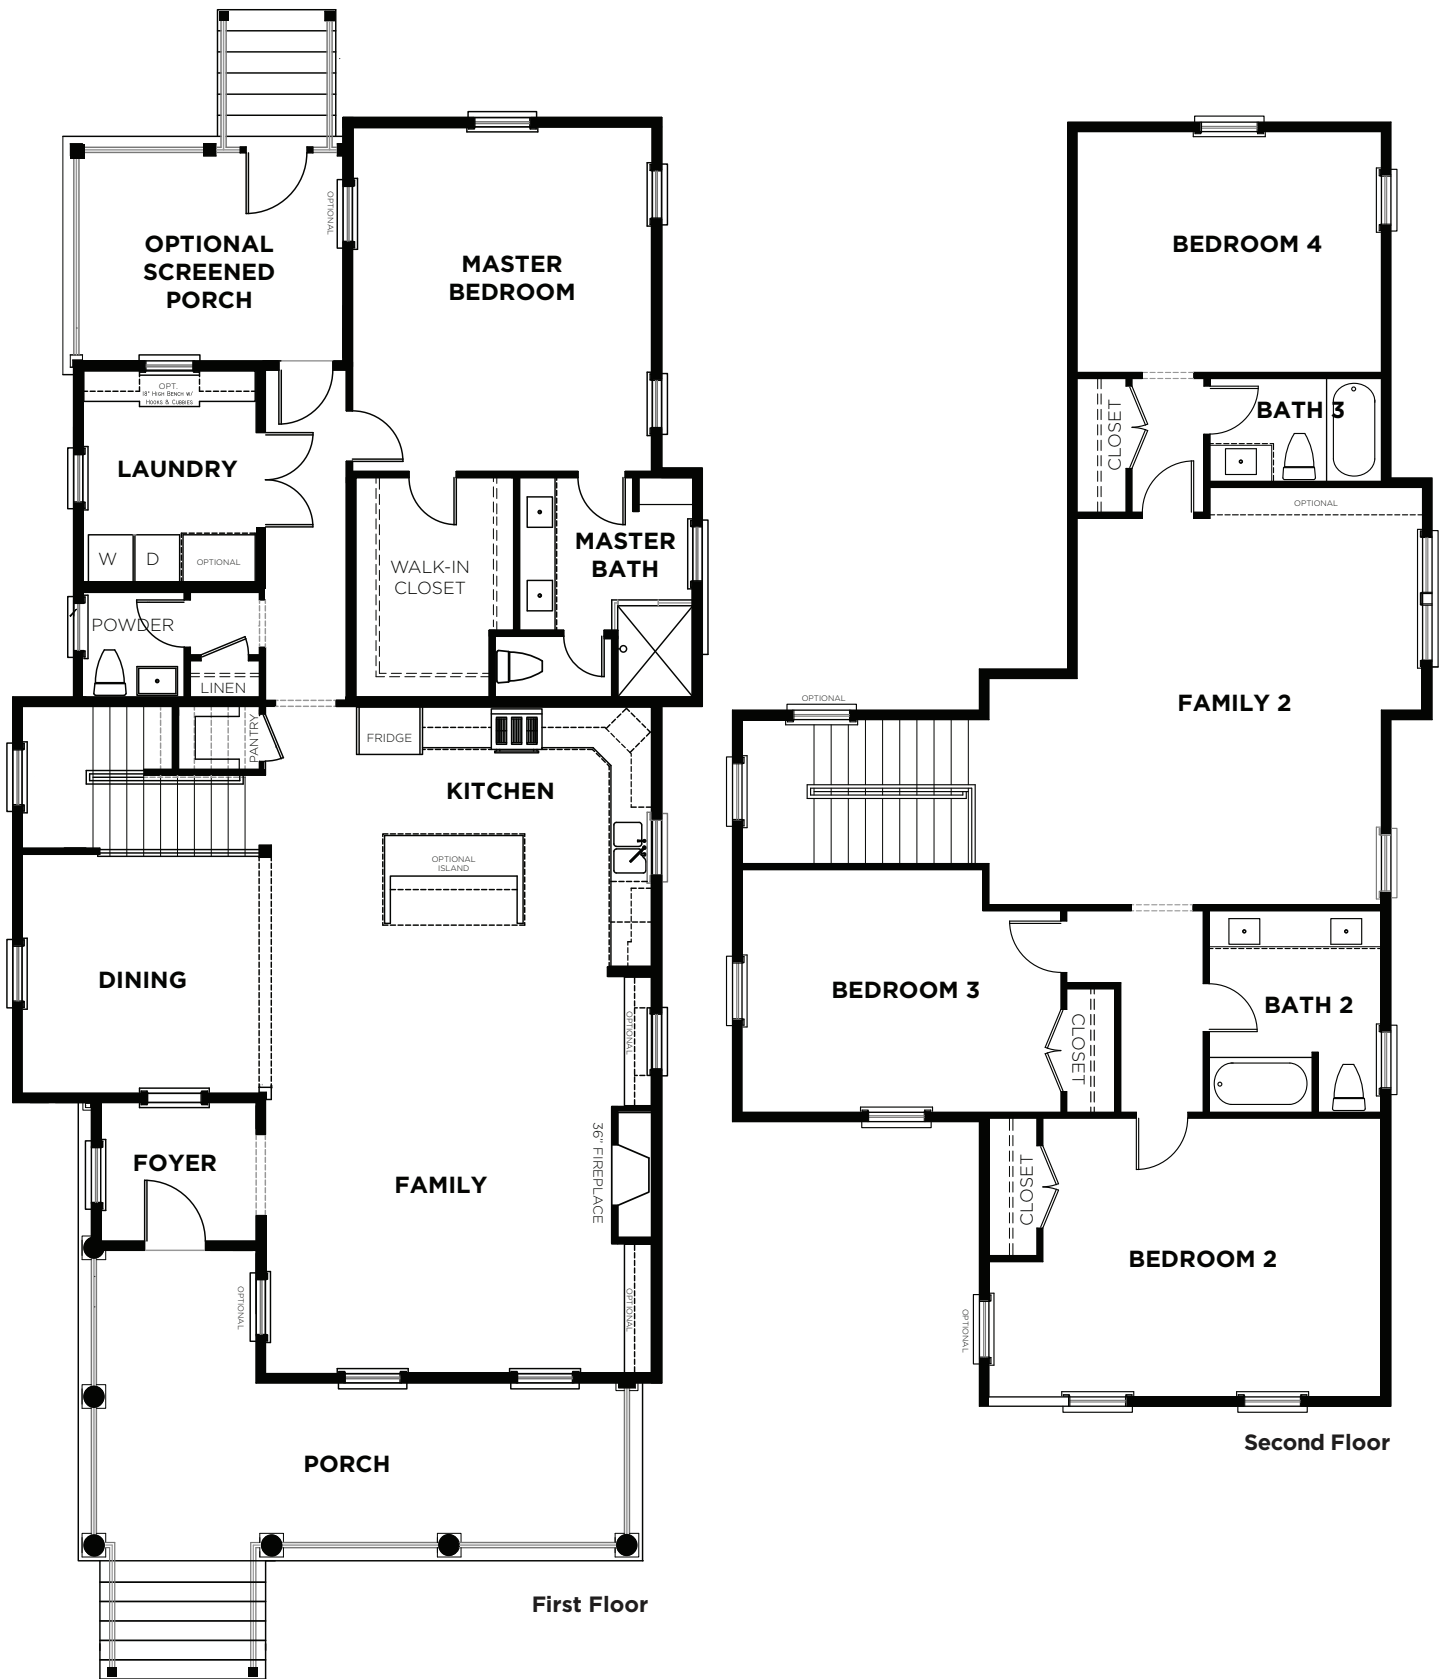 OPTIONAL
SCREENED
PORCH
OPTIONAL
MASTER
BEDROOM
OPT.
18" HIGH BENCH W/
HOOKS & CUBBIES
LAUNDRY
W
D
OPTIONAL
WALK-IN
CLOSET
MASTER
BATH
POWDER
LINEN
PANTRY
FRIDGE
KITCHEN
OPTIONAL
ISLAND
DINING
OPTIONAL
FOYER
FAMILY
36" FIREPLACE
OPTIONAL
OPTIONAL
PORCH
First Floor
BEDROOM 4
CLOSET
BATH 3
OPTIONAL
FAMILY 2
OPTIONAL
BEDROOM 3
CLOSET
BATH 2
CLOSET
BEDROOM 2
OPTIONAL
Second Floor